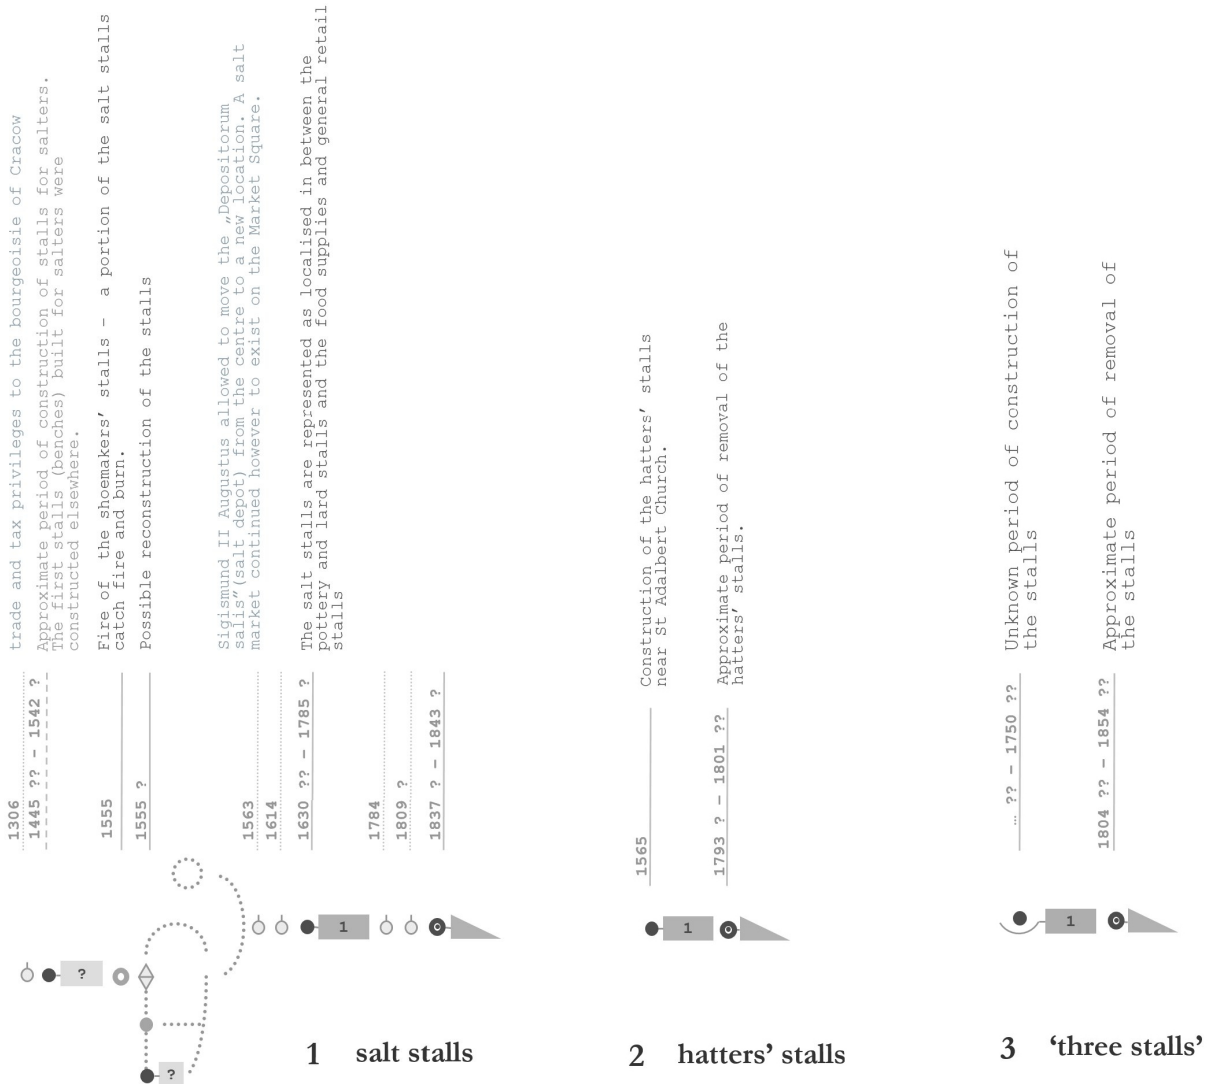 1306
trade and tax privileges to the bourgeoisie of Cracow
1445 ?? – 1542 ?
Approximate period of construction of stalls for salters.
The first stalls (benches) built for salters were
constructed elsewhere.
1555
Fire of the shoemakers’ stalls – a portion of the salt stalls
catch fire and burn.
1555 ?
Possible reconstruction of the stalls
1563
Sigismund II Augustus allowed to move the „Depositorum
salis”(salt depot) from the centre to a new location. A salt
market continued however to exist on the Market Square.
1614
1630 ?? – 1785 ?
The salt stalls are represented as localised in between the
pottery and lard stalls and the food supplies and general retail
stalls
1784
1809 ?
1837 ? – 1843 ?
?
?
1
1 salt stalls
1565
Construction of the hatters’ stalls
near St Adalbert Church.
1793 ? – 1801 ??
Approximate period of removal of the
hatters’ stalls.
1
2 hatters’ stalls
… ?? – 1750 ??
Unknown period of construction of
the stalls
1804 ?? – 1854 ??
Approximate period of removal of
the stalls
1
3 ‘three stalls’